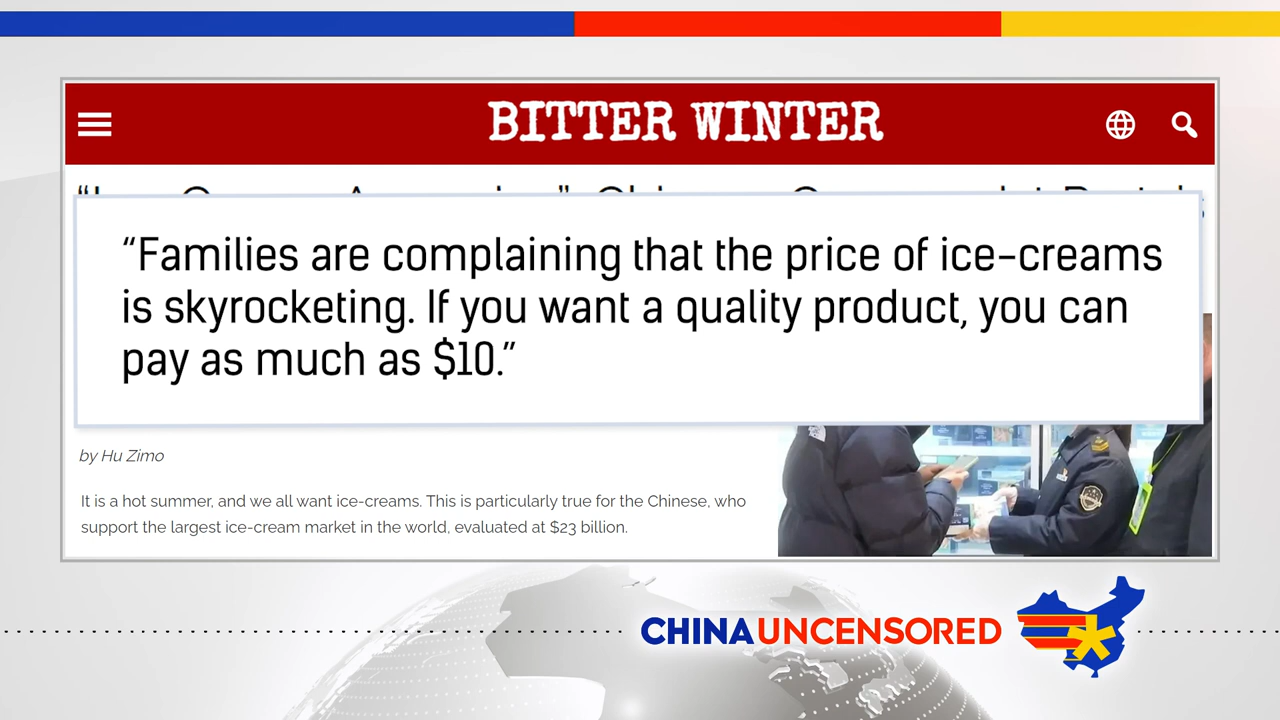 BITTER WINTER
“Families are complaining that the price of ice-creams
is skyrocketing. If you want a quality product, you can
pay as much as $10.”
by Hu Zimo
It is a hot summer, and we all want ice-creams. This is particularly true for the Chinese, who
support the largest ice-cream market in the world, evaluated at $23 billion.
CHINA UNCENSORED